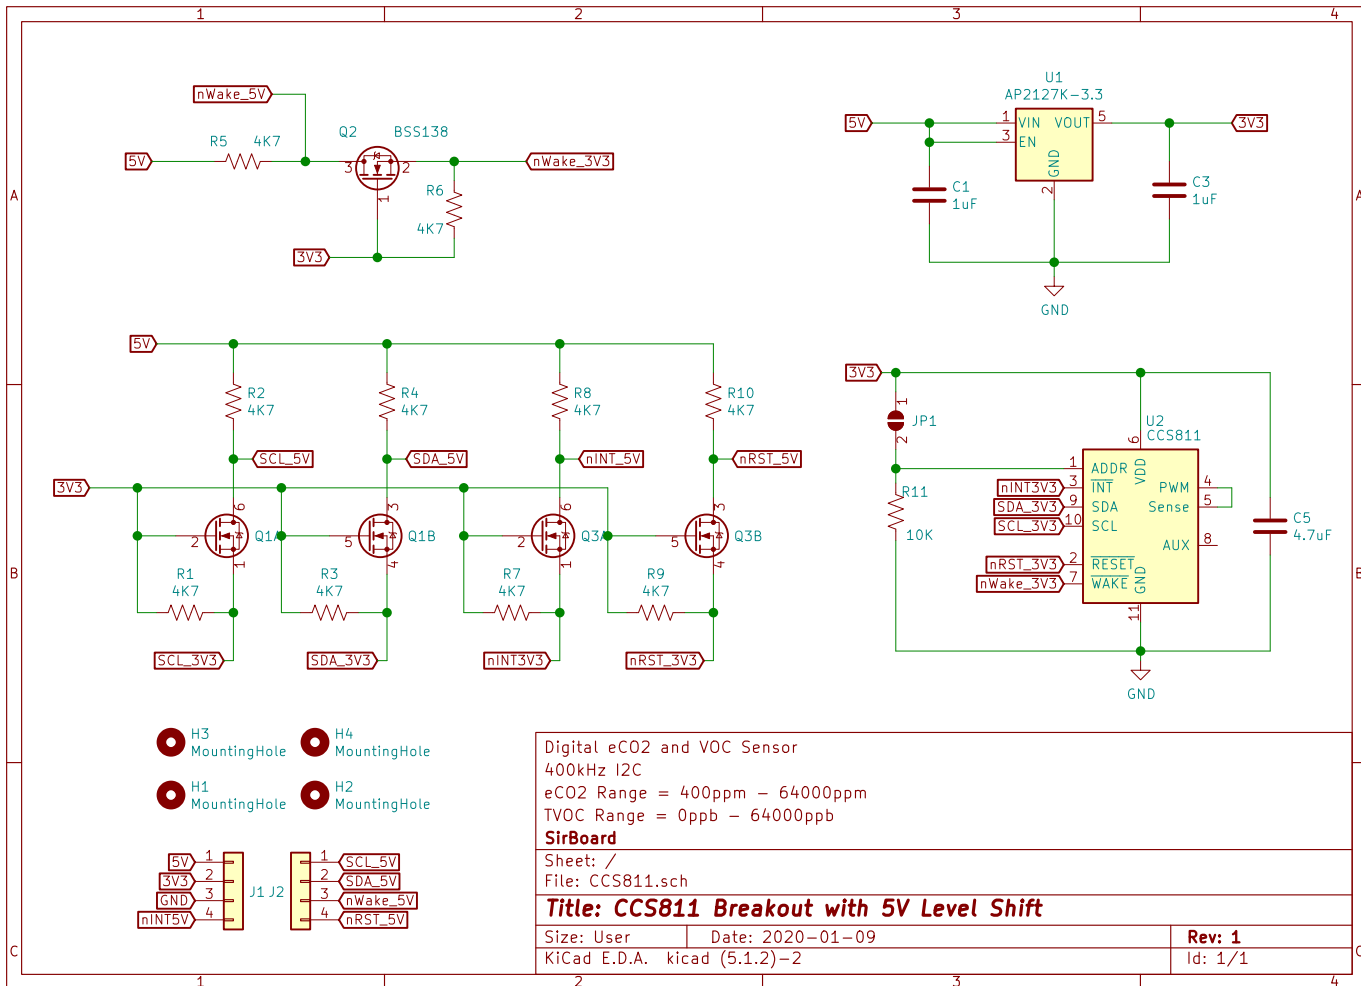 1 2 3 4
A A
B B
C C
1 2 3 4
nWake_5V
R5 4K7
5V
Q2 BSS138
3 2 1
nWake_3V3
R6
4K7
3V3
U1
AP2127K-3.3
5V
1 VIN VOUT 5
3 EN
GND
2
3V3
C1
1uF
C3
1uF
GND
5V
R2
4K7
R4
4K7
R8
4K7
R10
4K7
SCL_5V
SDA_5V
nINT_5V
nRST_5V
3V3
6 2 1 Q1A
3 5 4 Q1B
6 2 1 Q3A
3 5 4 Q3B
R1
4K7
R3
4K7
R7
4K7
R9
4K7
SCL_3V3
SDA_3V3
nINT3V3
nRST_3V3
3V3
1
JP1
2
R11
10K
U2
CCS811
6
VDD
1 ADDR
nINT3V3 3 INT
SDA_3V3 9 SDA
SCL_3V3 10 SCL
nRST_3V3 2 RESET
nWake_3V3 7 WAKE
PWM 4
Sense 5
AUX 8
GND
11
C5
4.7uF
GND
H3
MountingHole
H4
MountingHole
H1
MountingHole
H2
MountingHole
5V 1
3V3 2
GND 3
nINT5V 4
J1 J2
1 SCL_5V
2 SDA_5V
3 nWake_5V
4 nRST_5V
Digital eCO2 and VOC Sensor
400kHz I2C
eCO2 Range = 400ppm - 64000ppm
TVOC Range = 0ppb - 64000ppb
SirBoard
Sheet: /
File: CCS811.sch
Title: CCS811 Breakout with 5V Level Shift
Size: User Date: 2020-01-09 Rev: 1
KiCad E.D.A. kicad (5.1.2)-2 Id: 1/1